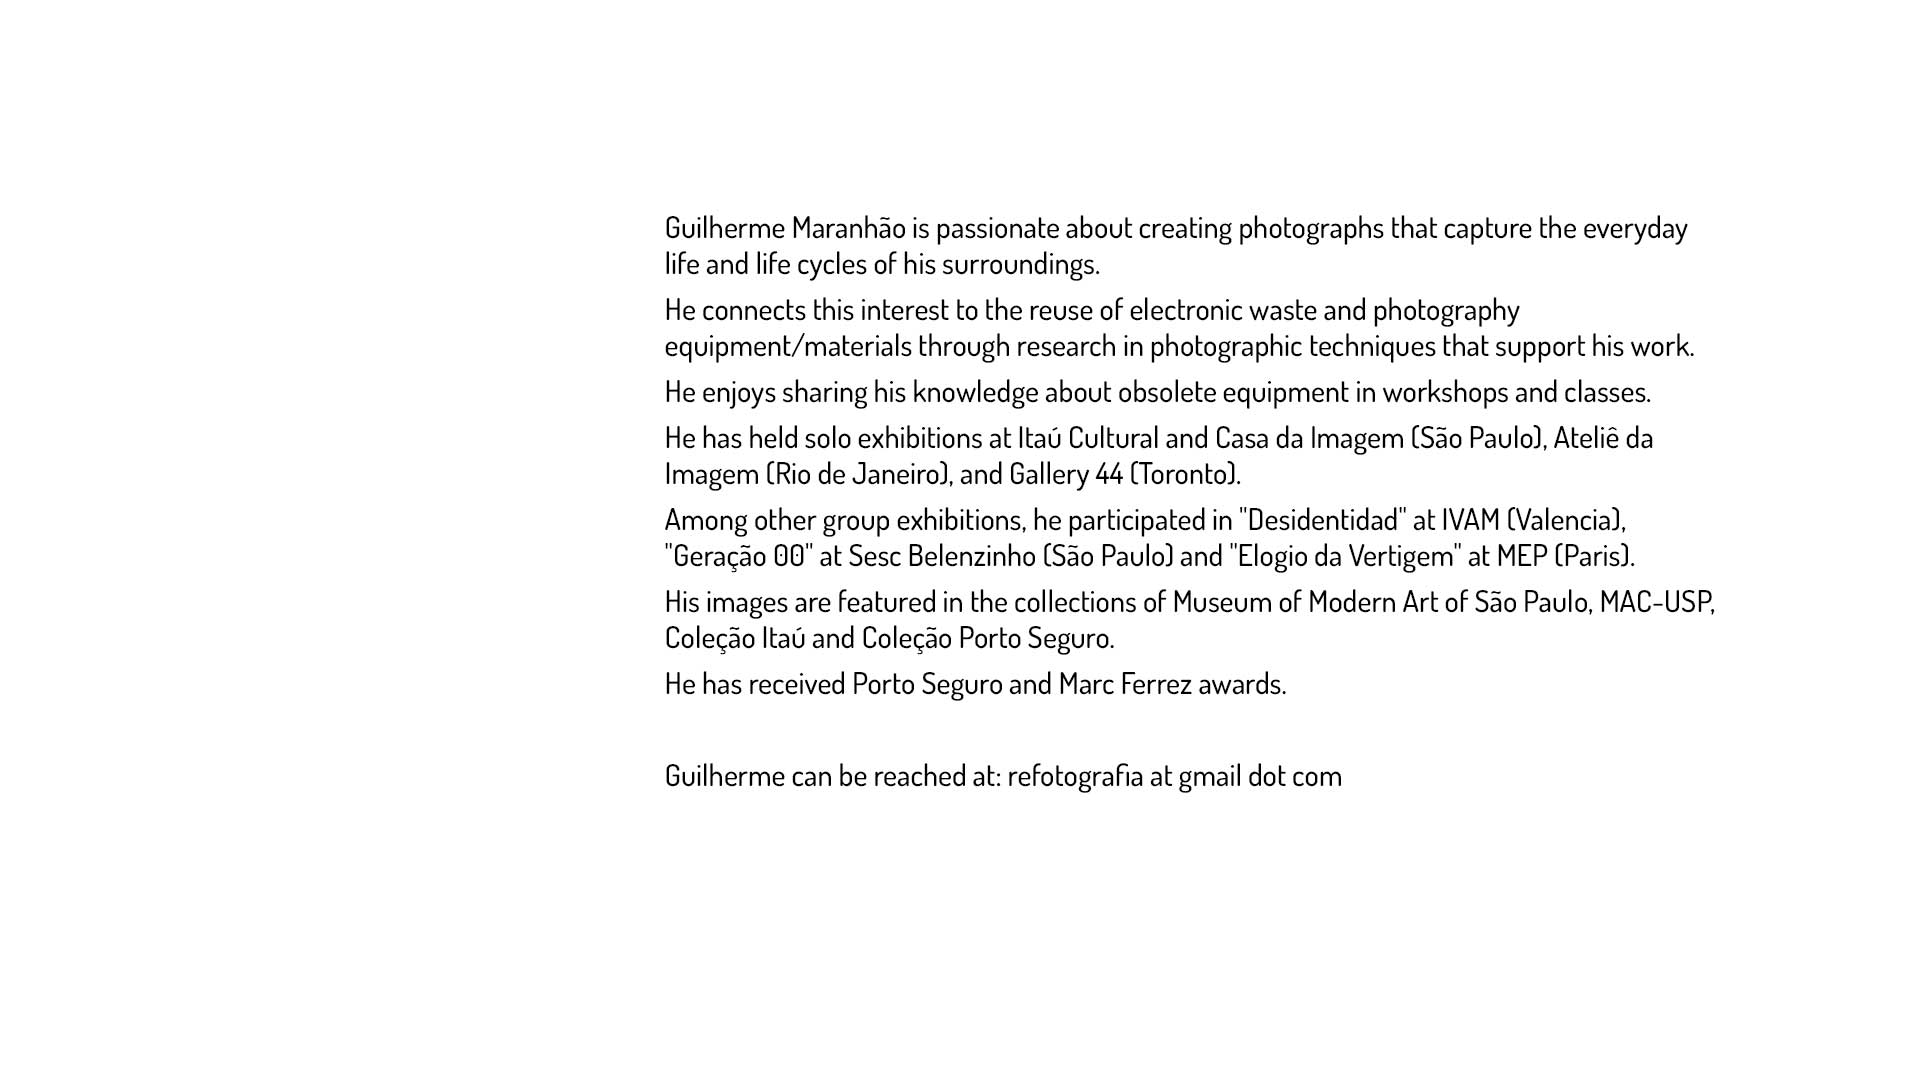 Guilherme Maranhão is passionate about creating photographs that capture the everyday
life and life cycles of his surroundings.
He connects this interest to the reuse of electronic waste and photography
equipment/materials through research in photographic techniques that support his work.
He enjoys sharing his knowledge about obsolete equipment in workshops and classes.
He has held solo exhibitions at Itaú Cultural and Casa da Imagem (São Paulo), Ateliê da
Imagem (Rio de Janeiro), and Gallery 44 (Toronto).
Among other group exhibitions, he participated in "Desidentidad" at IVAM (Valencia),
"Geração 00" at Sesc Belenzinho (São Paulo) and "Elogio da Vertigem" at MEP (Paris).
His images are featured in the collections of Museum of Modern Art of São Paulo, MAC-USP,
Coleção Itaú and Coleção Porto Seguro.
He has received Porto Seguro and Marc Ferrez awards.
Guilherme can be reached at: refotografia at gmail dot com